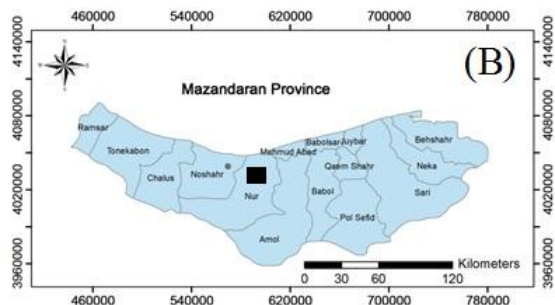 460000 540000 620000 700000 780000
4140000 4140000
(B)
Mazandaran Province
4080000 4080000
Ramsar
Babolsar Juybar
Behshahr
Tonekabon
Mahmud Abad
Noshahr
Qaem Shahr
Neka
Chalus
4020000 4020000
Nur
Babol
Sari
Pol Sefid
Amol
Kilometers
3960000 3960000
0 30 60 120
460000 540000 620000 700000 780000